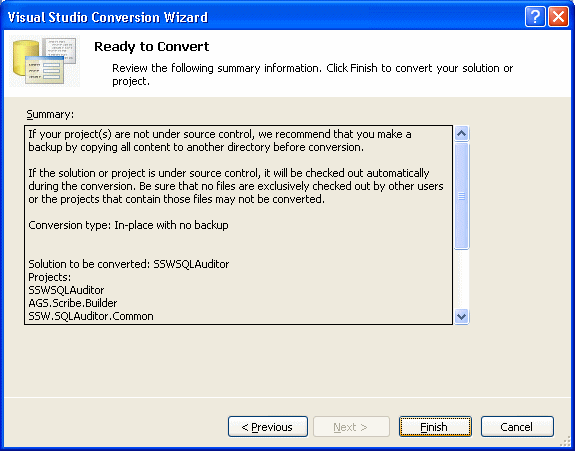 Visual Studio Conversion Wizard
Ready to Convert
Review the following summary information. Click Finish to convert your solution or
project.
Summary:
If your project(s) are not under source control, we recommend that you make a
backup by copying all content to another directory before conversion.
If the solution or project is under source control, it will be checked out automatically
during the conversion. Be sure that no files are exclusively checked out by other users
or the projects that contain those files may not be converted.
Conversion type: In-place with no backup
Solution to be converted: SSWSQLAuditor
Projects:
SSWSQLAuditor
AGS.Scribe.Builder
SSW.SQLAuditor.Common
< Previous
Next >
Finish
Cancel